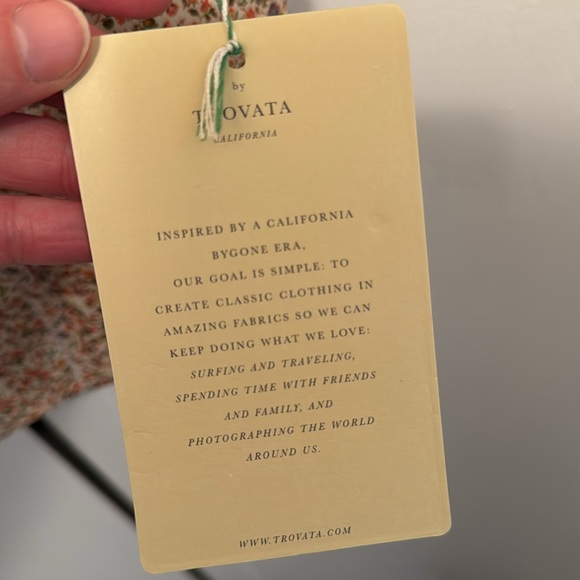 by
TROVATA
CALIFORNIA
INSPIRED BY A CALIFORNIA
BYGONE ERA,
OUR GOAL IS SIMPLE: TO
CREATE CLASSIC CLOTHING IN
AMAZING FABRICS SO WE CAN
KEEP DOING WHAT WE LOVE:
SURFING AND TRAVELING,
SPENDING TIME WITH FRIENDS
AND FAMILY, AND
PHOTOGRAPHING THE WORLD
AROUND US.
WWW.TROVATA.COM